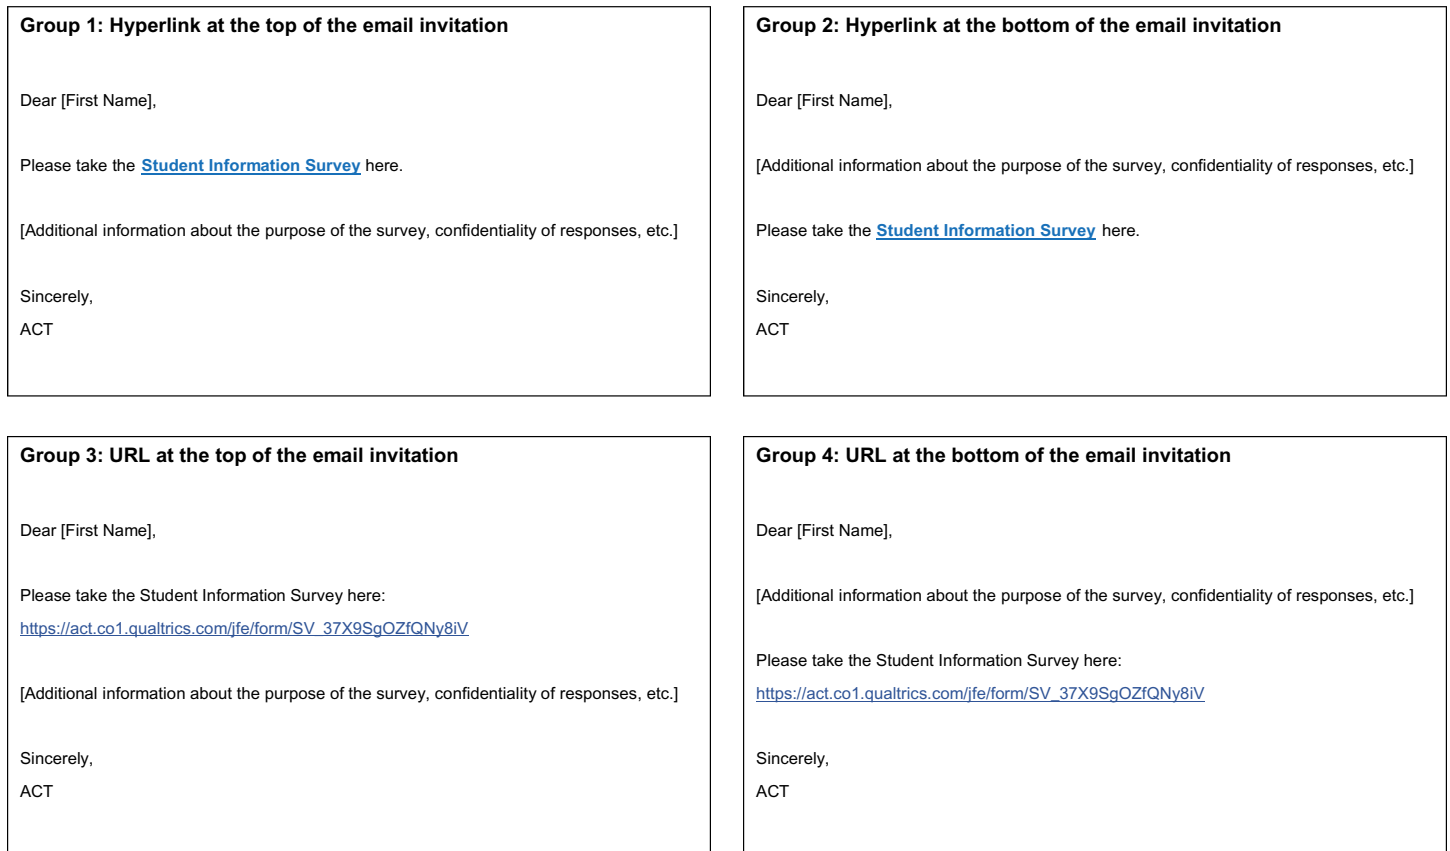 Group 1: Hyperlink at the top of the email invitation
Dear [First Name],
Please take the Student Information Survey here.
[Additional information about the purpose of the survey, confidentiality of responses, etc.]
Sincerely,
ACT
Group 2: Hyperlink at the bottom of the email invitation
Dear [First Name],
[Additional information about the purpose of the survey, confidentiality of responses, etc.]
Please take the Student Information Survey here.
Sincerely,
ACT
Group 3: URL at the top of the email invitation
Dear [First Name],
Please take the Student Information Survey here:
https://act.co1.qualtrics.com/jfe/form/SV_37X9SgOZfQNy8iV
[Additional information about the purpose of the survey, confidentiality of responses, etc.]
Sincerely,
ACT
Group 4: URL at the bottom of the email invitation
Dear [First Name],
[Additional information about the purpose of the survey, confidentiality of responses, etc.]
Please take the Student Information Survey here:
https://act.co1.qualtrics.com/jfe/form/SV_37X9SgOZfQNy8iV
Sincerely,
ACT